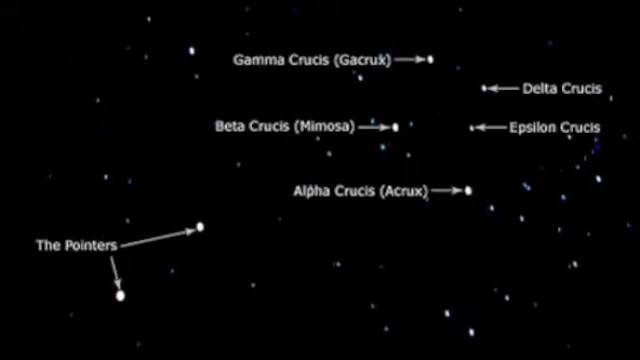 Gamma Crucis (Gacrux)
Delta Crucis
Beta Crucis (Mimosa)
Epsilon Crucis
Alpha Crucis (Acrux)
The Pointers